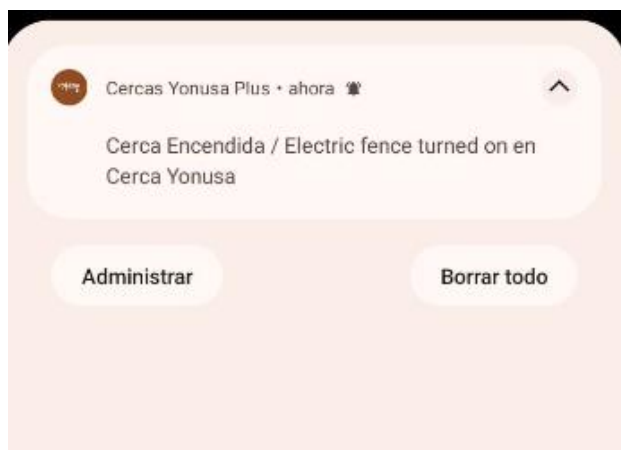 Cercas Yonusa Plus • ahora
Cerca Encendida / Electric fence turned on en
Cerca Yonusa
Administrar
Borrar todo